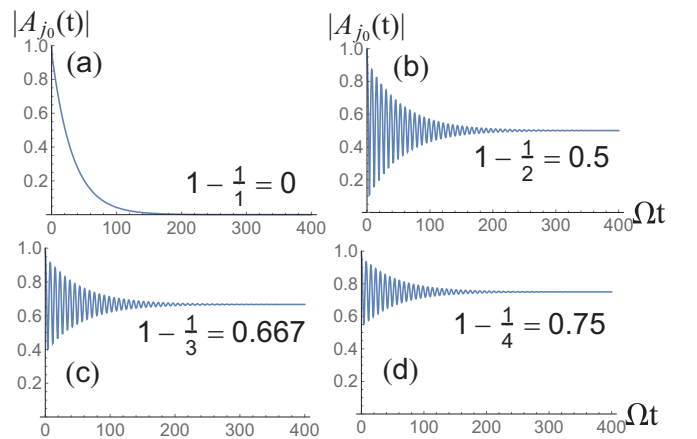 |A_{j_0}(t)| |A_{j_0}(t)|
1.0 (a) 1.0 (b)
0.8 0.8
0.6 0.6
0.4 0.4
0.2 1 − 1/1 = 0 0.2 1 − 1/2 = 0.5
0 100 200 300 400 0 100 200 300 400 Ωt
1.0 1.0
0.8 0.8
0.6 0.6
0.4 1 − 1/3 = 0.667 0.4 1 − 1/4 = 0.75
0.2 (c) 0.2 (d)
0 100 200 300 400 0 100 200 300 400 Ωt